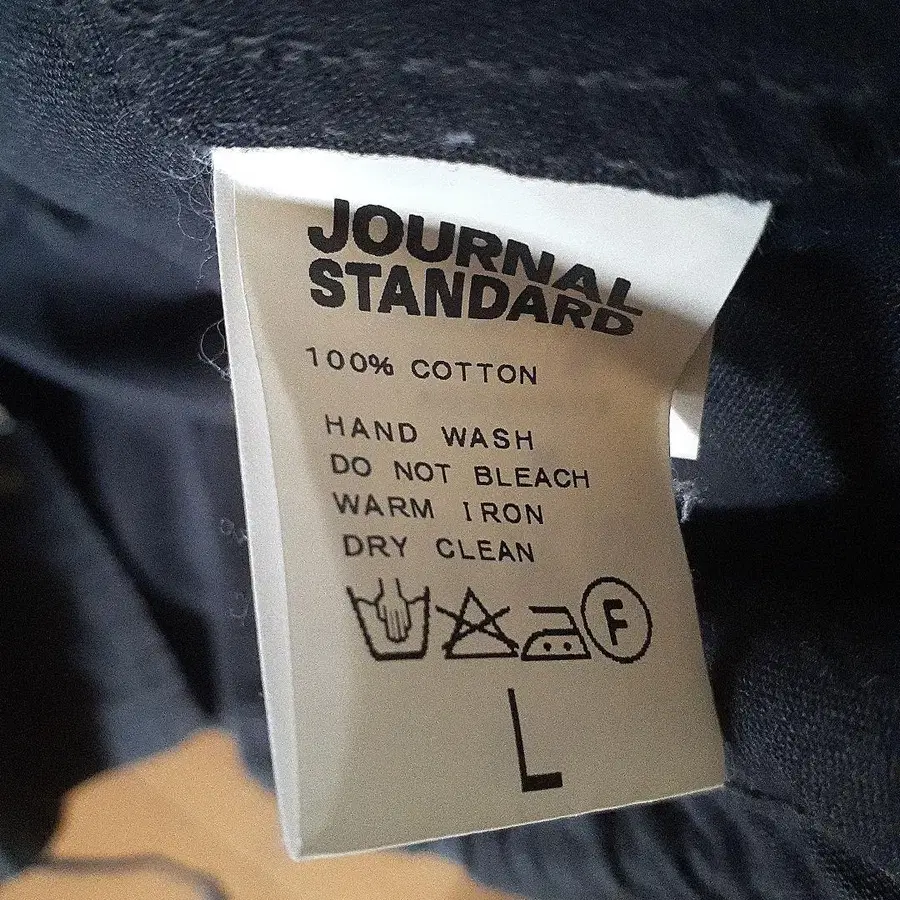 JOURNAL
STANDARD
100% COTTON
HAND WASH
DO NOT BLEACH
WARM IRON
DRY CLEAN
F
L